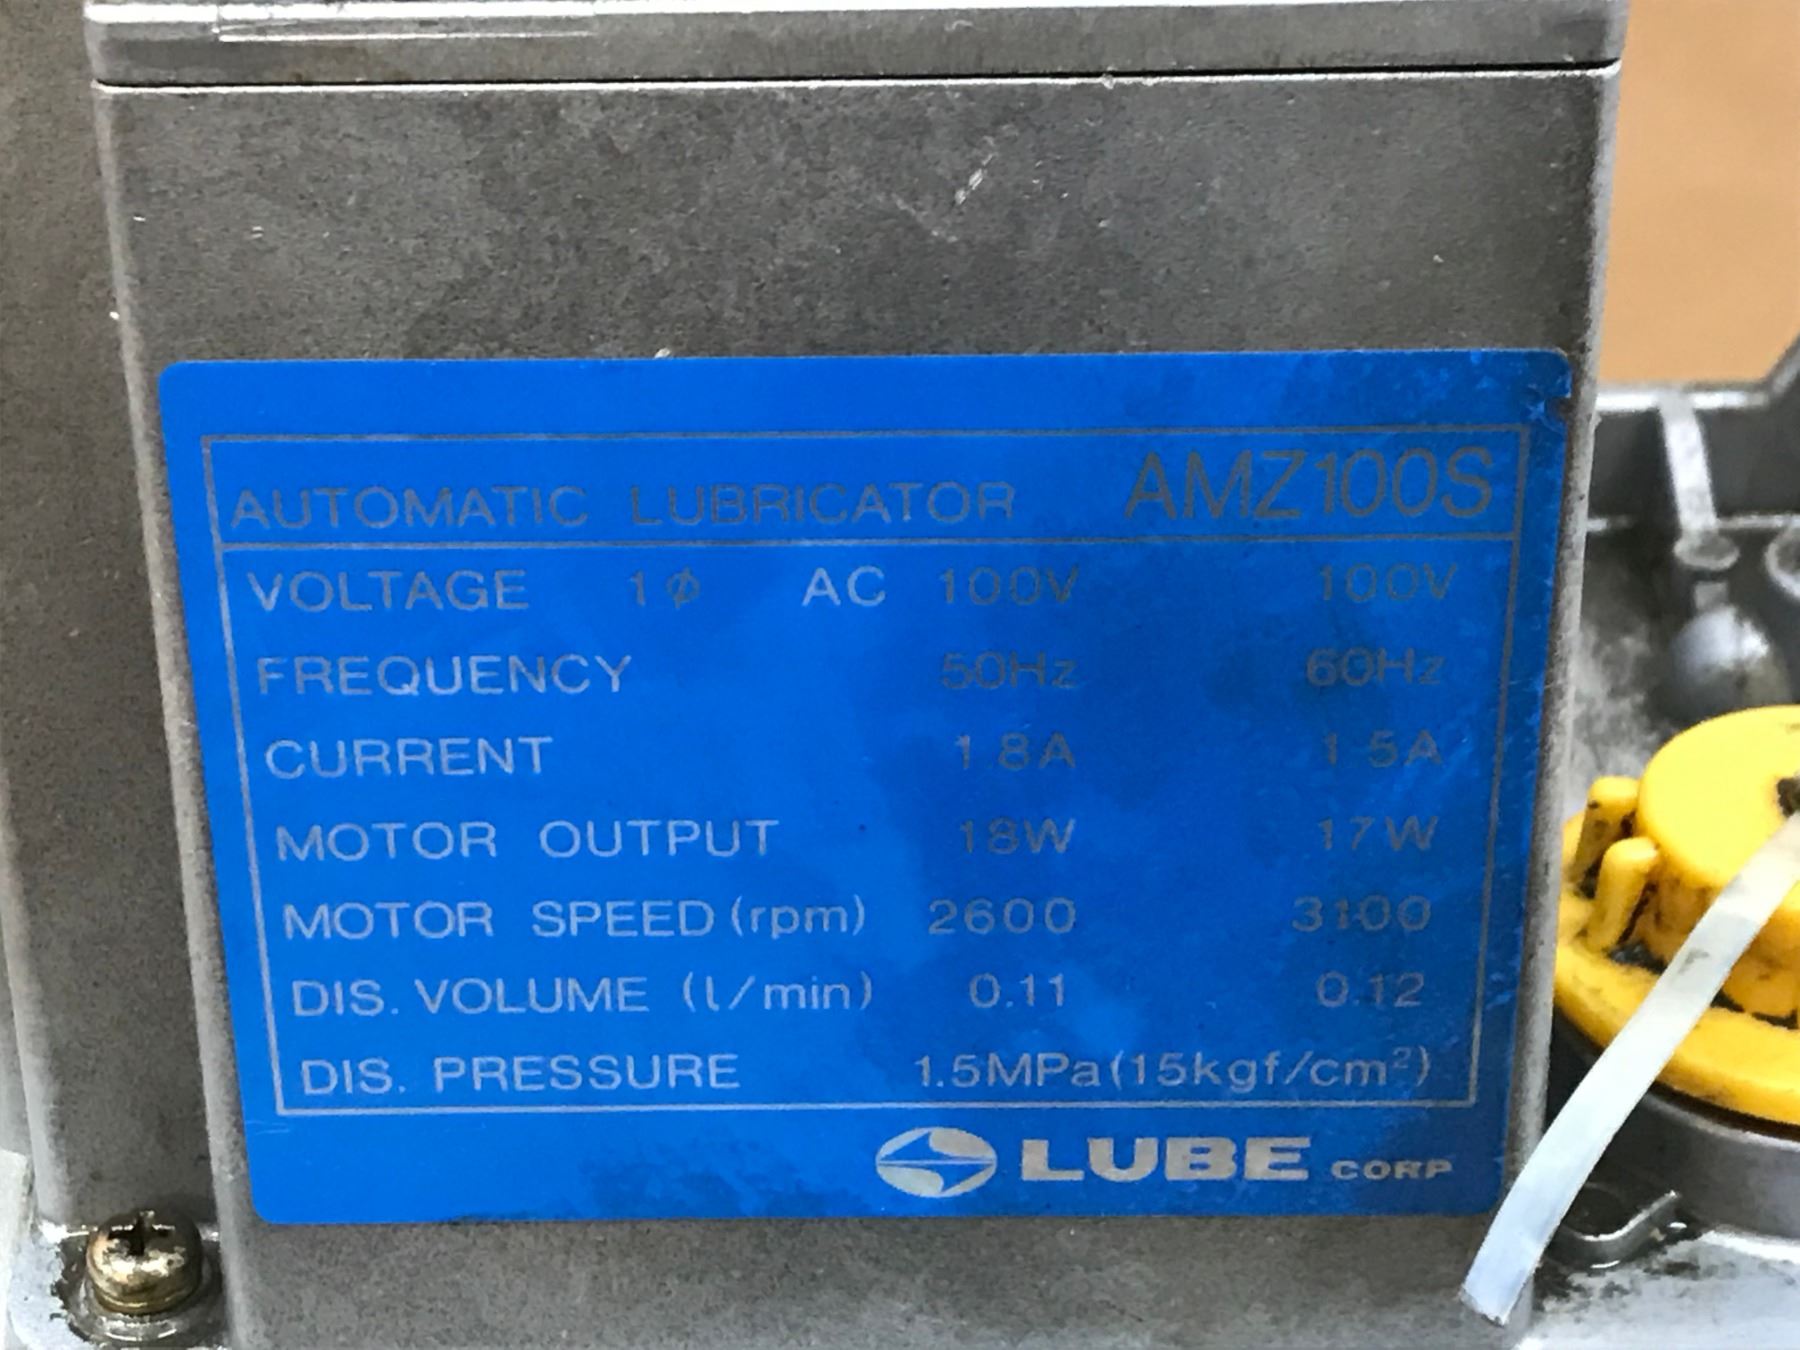 AUTOMATIC LUBRICATOR AMZ100S
VOLTAGE 1φ AC 100V 100V
FREQUENCY 50Hz 60Hz
CURRENT 1.8A 1.5A
MOTOR OUTPUT 18W 17W
MOTOR SPEED (rpm) 2600 3100
DIS. VOLUME (l/min) 0.11 0.12
DIS. PRESSURE 1.5MPa(15kgf/cm²)
LUBE CORP